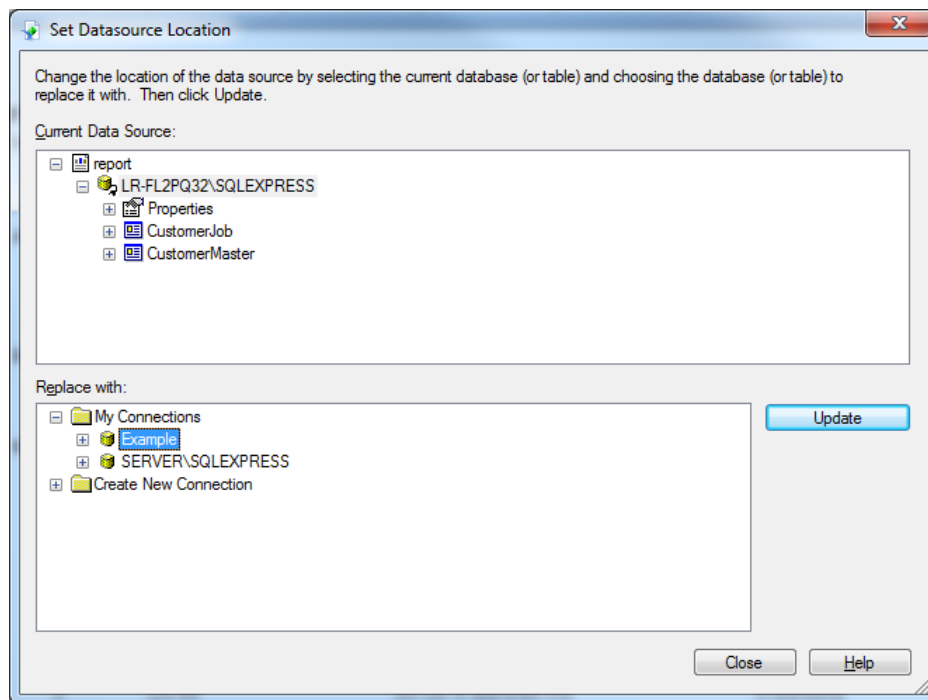 Set Datasource Location
Change the location of the data source by selecting the current database (or table) and choosing the database (or table) to
replace it with. Then click Update.
Current Data Source:
report
LR-FL2PQ32\SQLEXPRESS
Properties
CustomerJob
CustomerMaster
Replace with:
My Connections
Update
Example
SERVER\SQLEXPRESS
Create New Connection
Close
Help